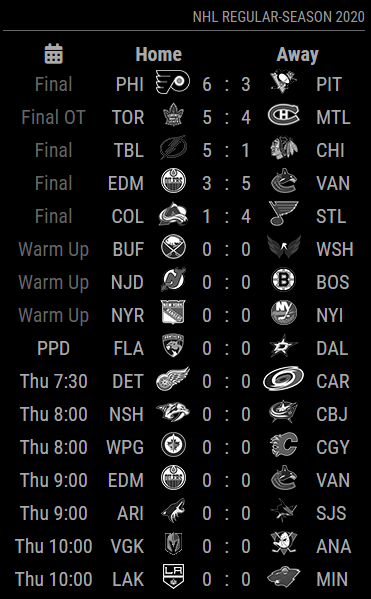 NHL REGULAR-SEASON 2020
Home Away
Final PHI 6 : 3 PIT
Final OT TOR 5 : 4 MTL
Final TBL 5 : 1 CHI
Final EDM 3 : 5 VAN
Final COL 1 : 4 STL
Warm Up BUF 0 : 0 WSH
Warm Up NJD 0 : 0 BOS
Warm Up NYR 0 : 0 NYI
PPD FLA 0 : 0 DAL
Thu 7:30 DET 0 : 0 CAR
Thu 8:00 NSH 0 : 0 CBJ
Thu 8:00 WPG 0 : 0 CGY
Thu 9:00 EDM 0 : 0 VAN
Thu 9:00 ARI 0 : 0 SJS
Thu 10:00 VGK 0 : 0 ANA
Thu 10:00 LAK 0 : 0 MIN